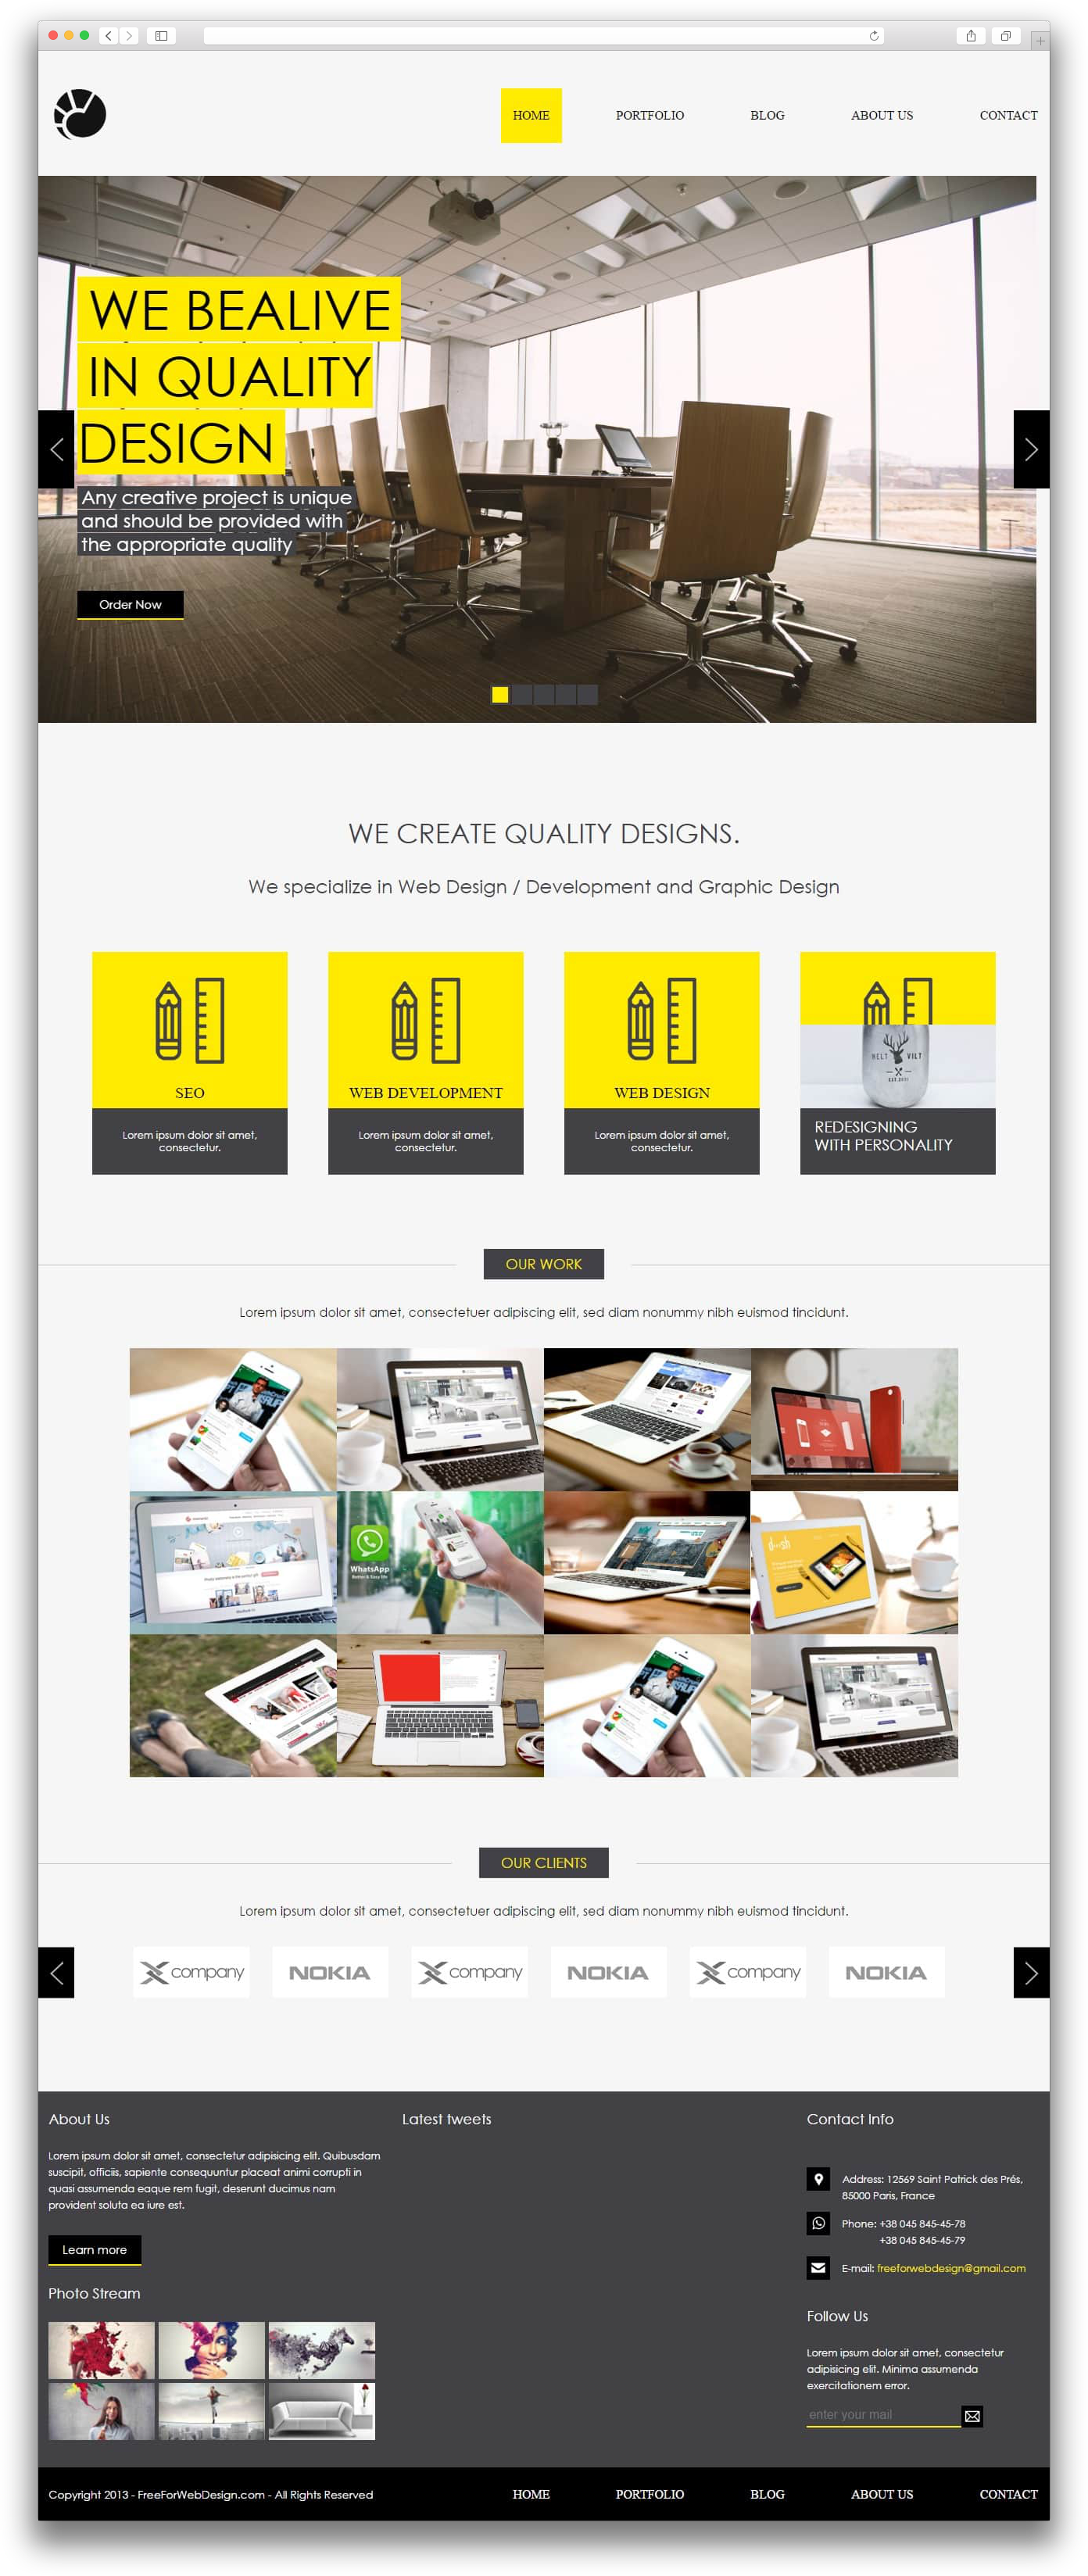 HOME
PORTFOLIO
BLOG
ABOUT US
CONTACT
WE BEALIVE
IN QUALITY
DESIGN
Any creative project is unique
and should be provided with
the appropriate quality
Order Now
WE CREATE QUALITY DESIGNS.
We specialize in Web Design / Development and Graphic Design
SEO
Lorem ipsum dolor sit amet,
consectetur.
WEB DEVELOPMENT
Lorem ipsum dolor sit amet,
consectetur.
WEB DESIGN
Lorem ipsum dolor sit amet,
consectetur.
MELT VILT
REDESIGNING
WITH PERSONALITY
OUR WORK
Lorem ipsum dolor sit amet, consectetuer adipiscing elit, sed diam nonummy nibh euismod tincidunt.
WhatsApp
Better & Easy life
OUR CLIENTS
Lorem ipsum dolor sit amet, consectetuer adipiscing elit, sed diam nonummy nibh euismod tincidunt.
company
NOKIA
company
NOKIA
company
NOKIA
About Us
Lorem ipsum dolor sit amet, consectetur adipisicing elit. Quibusdam
suscipit, officiis, sapiente consequuntur placeat animi corrupti in
quasi assumenda eaque rem fugit, deserunt ducimus nam
provident soluta ea iure est.
Learn more
Photo Stream
Latest tweets
Contact Info
Address: 12569 Saint Patrick des Prés,
85000 Paris, France
Phone: +38 045 845-45-78
+38 045 845-45-79
E-mail: freeforwebdesign@gmail.com
Follow Us
Lorem ipsum dolor sit amet, consectetur
adipisicing elit. Minima assumenda
exercitationem error.
enter your mail
Copyright 2013 - FreeForWebDesign.com - All Rights Reserved
HOME
PORTFOLIO
BLOG
ABOUT US
CONTACT